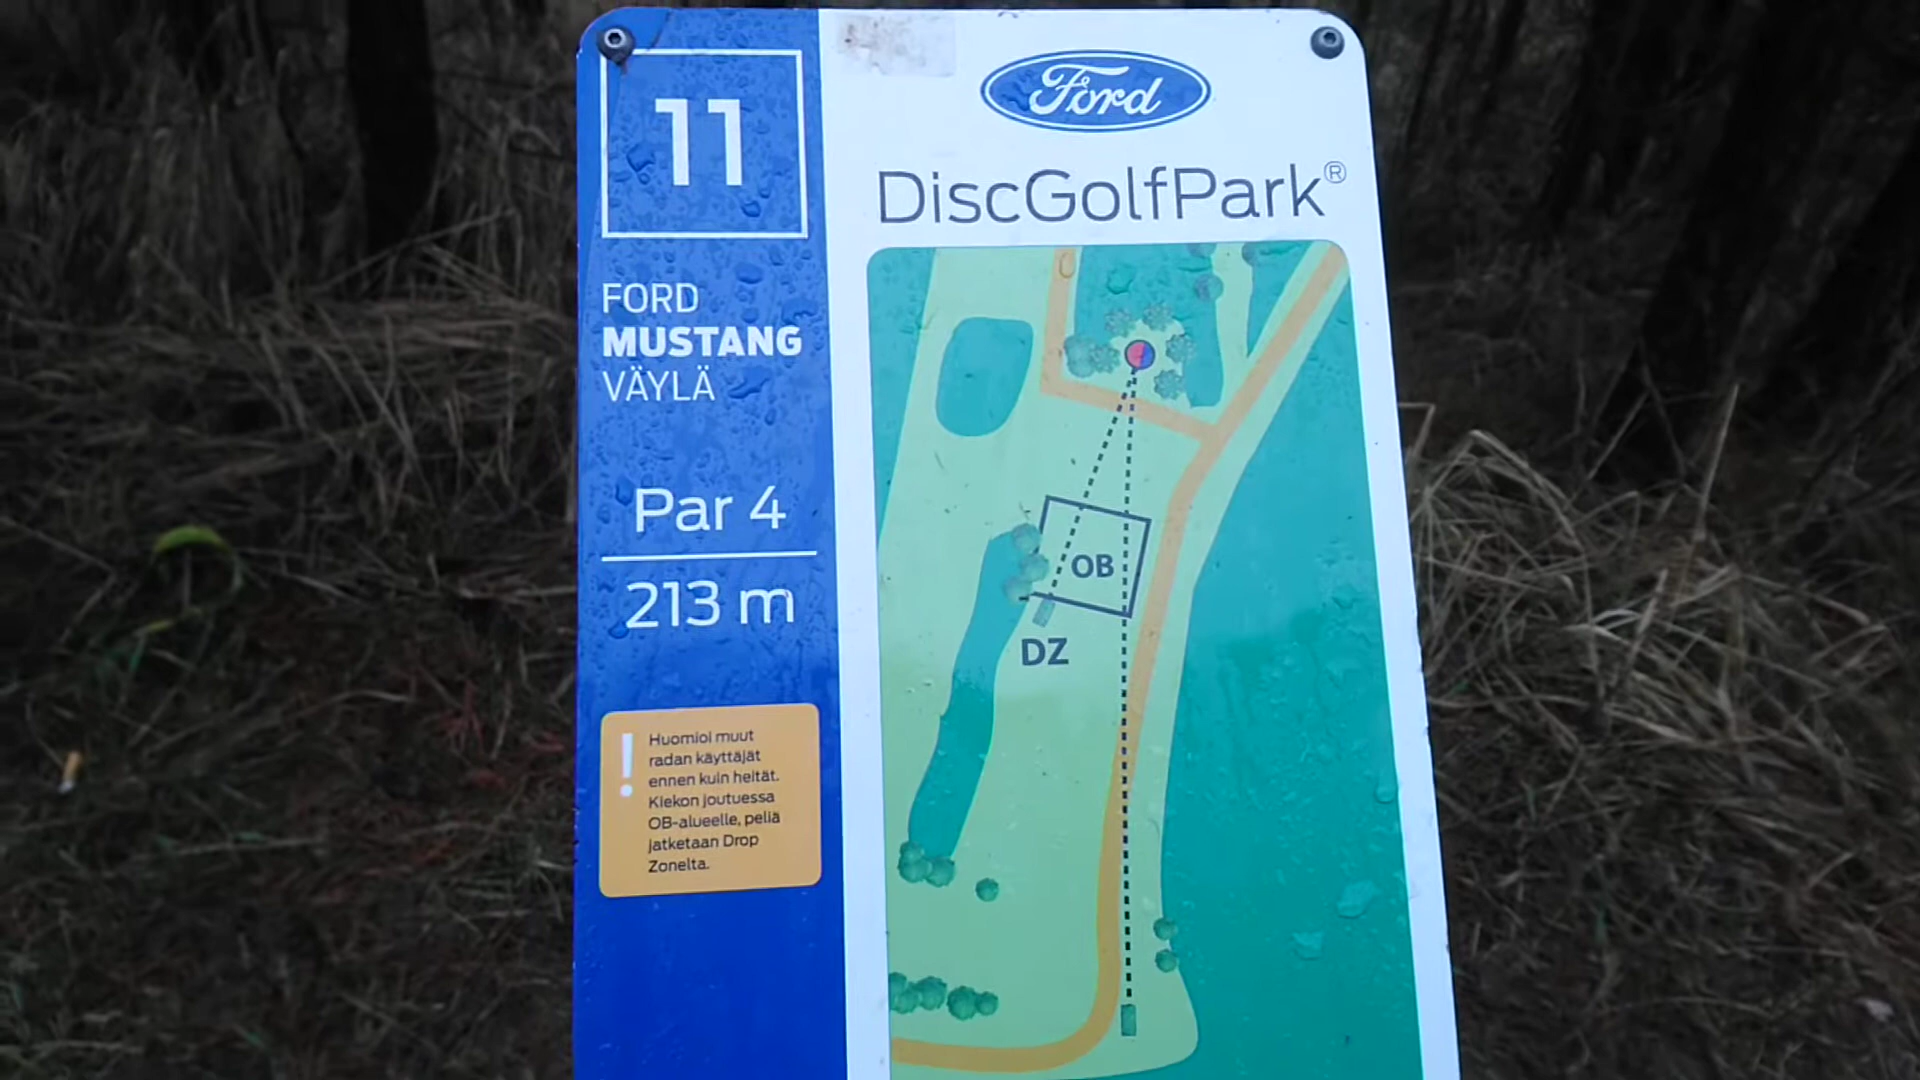 11
FORD
MUSTANG
VÄYLÄ
Par 4
213 m
!
Huomioi muut
radan käyttäjät
ennen kuin heität.
Kiekon joutuessa
OB-alueelle, peliä
jatketaan Drop
Zonelta.
Ford
DiscGolfPark®
OB
DZ